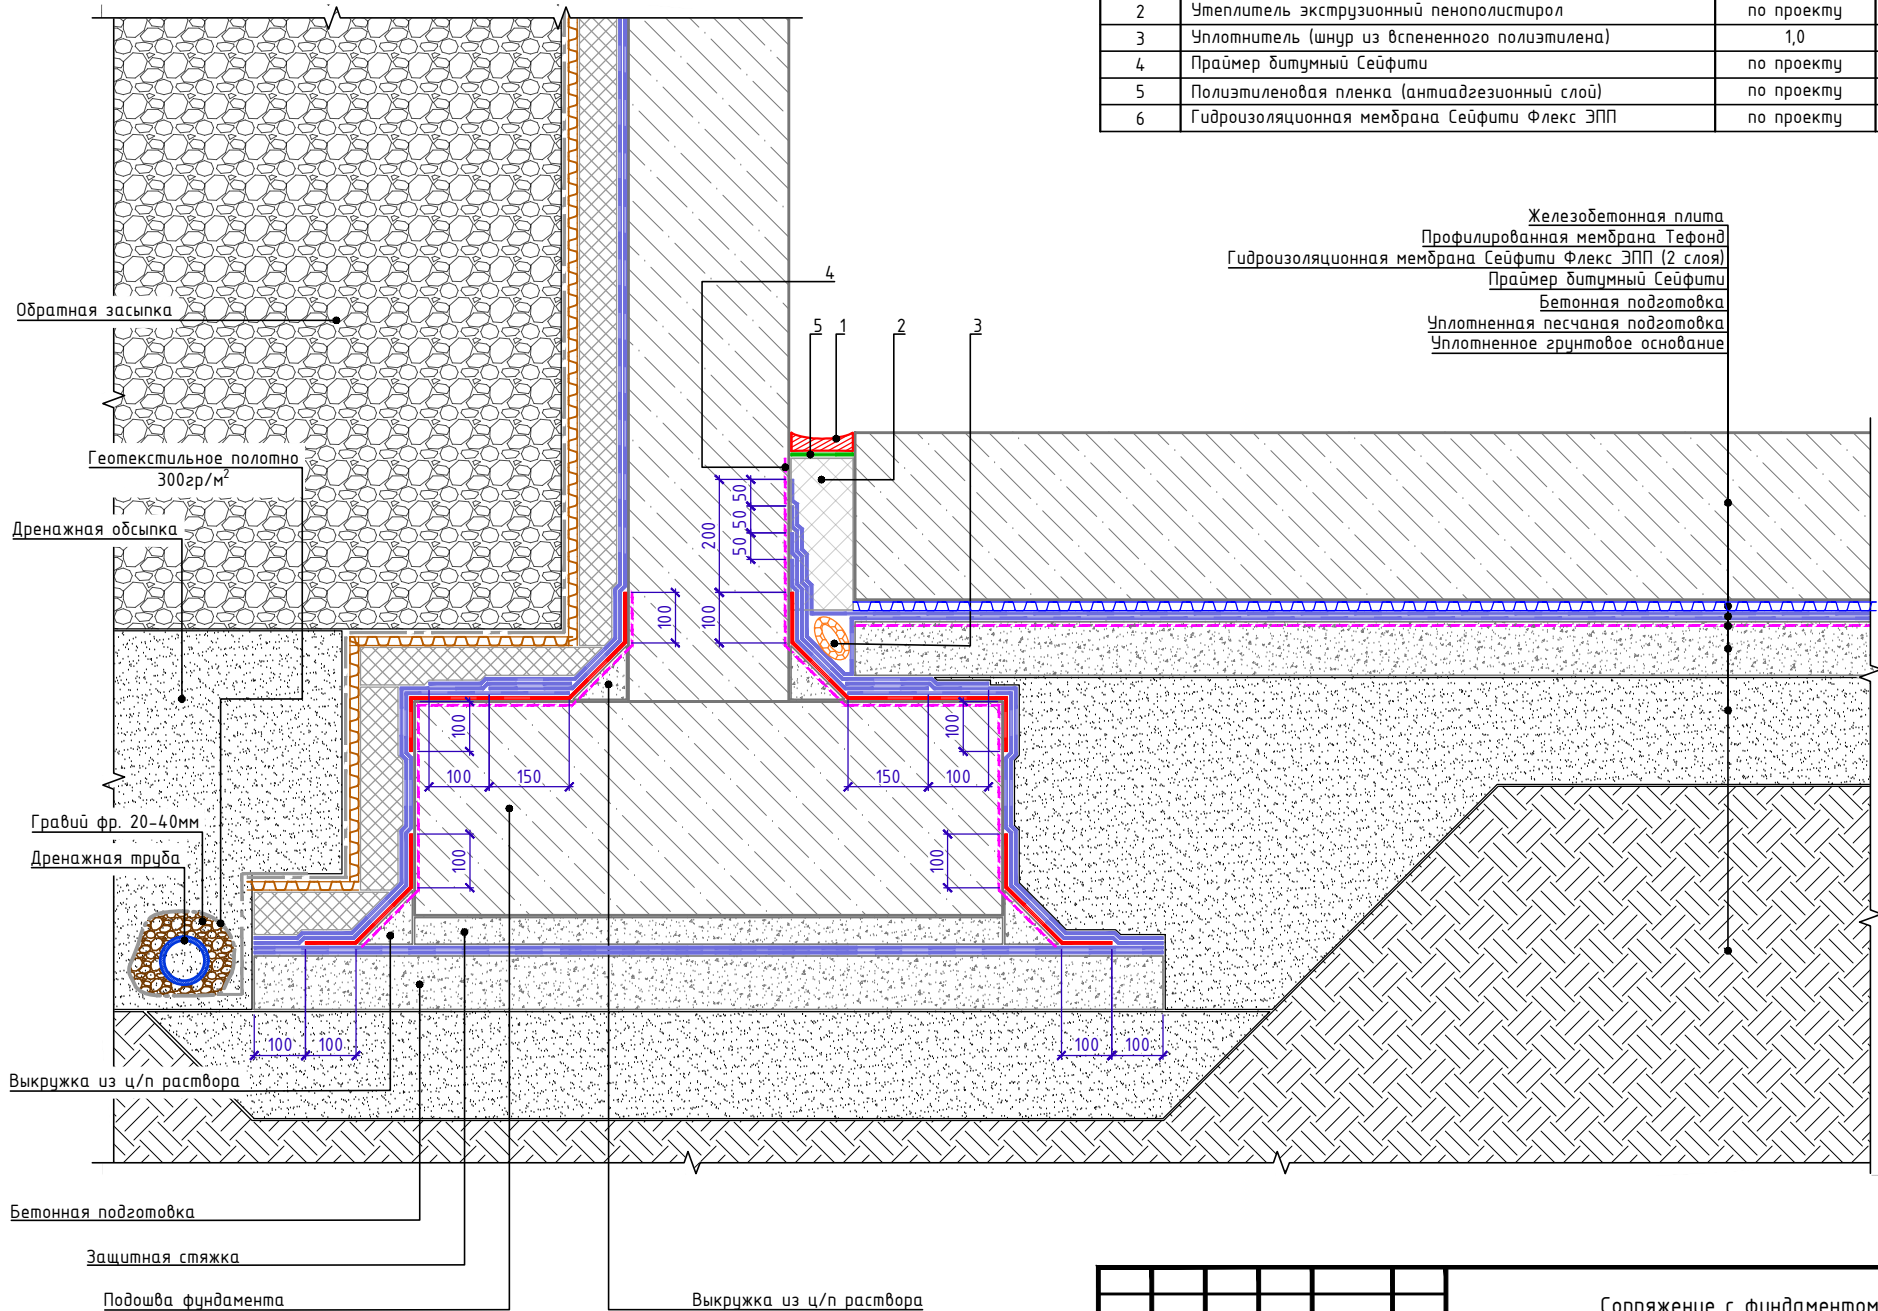 2 Утеплитель экструзионный пенополистирол по проекту
3 Уплотнитель (шнур из вспененного полиэтилена) 1,0
4 Праймер битумный Сейфити по проекту
5 Полиэтиленовая пленка (антиадгезионный слой) по проекту
6 Гидроизоляционная мембрана Сейфити Флекс ЭПП по проекту
Железобетонная плита
Профилированная мембрана Тефонд
Гидроизоляционная мембрана Сейфити Флекс ЭПП (2 слоя)
Праймер битумный Сейфити
Бетонная подготовка
Уплотненная песчаная подготовка
Уплотненное грунтовое основание
4
5 1 2 3
Обратная засыпка
Геотекстильное полотно
300гр/м²
Дренажная обсыпка
50
50
50
200
100
100
100
100
100 150
150 100
Гравий фр. 20-40мм
Дренажная труба
100
100
100 100
100 100
Выкружка из ц/п раствора
Бетонная подготовка
Защитная стяжка
Подошва фундамента
Выкружка из ц/п раствора
Сопряжение с фундаментом